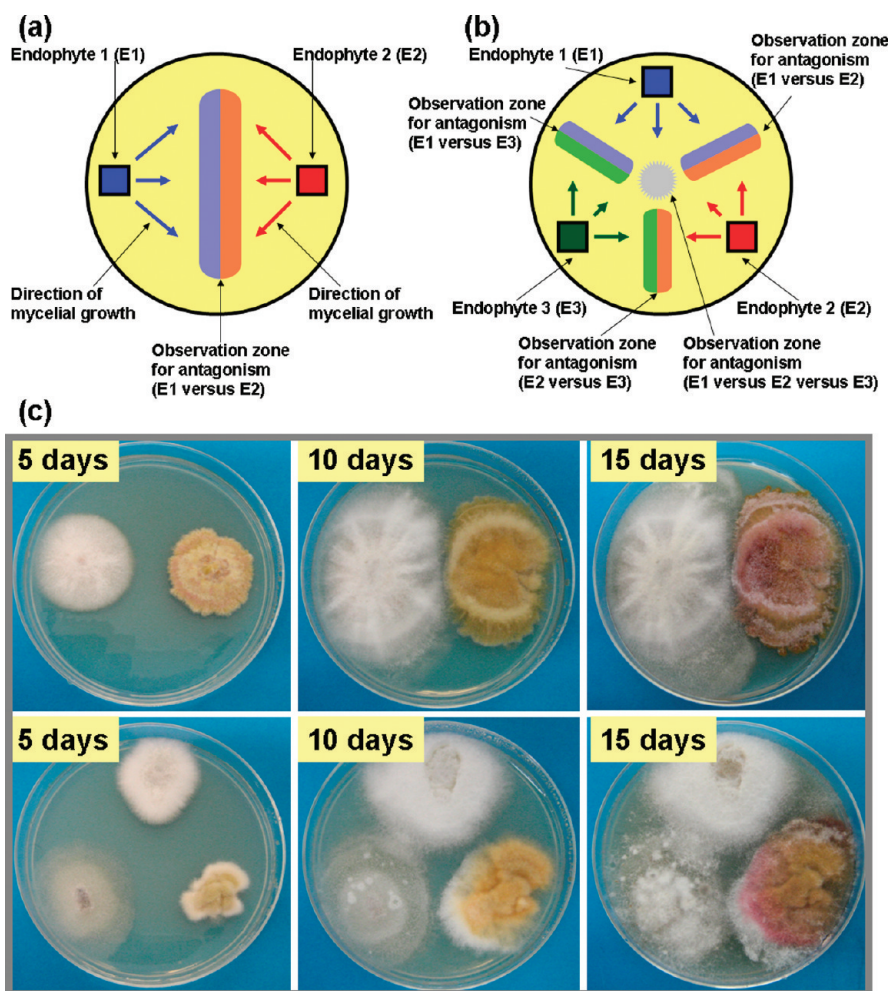 (a)
Endophyte 1 (E1)
Endophyte 2 (E2)
Direction of
mycelial growth
Direction of
mycelial growth
Observation zone
for antagonism
(E1 versus E2)
(b)
Endophyte 1 (E1)
Observation zone
for antagonism
(E1 versus E2)
Observation zone
for antagonism
(E1 versus E3)
Endophyte 3 (E3)
Endophyte 2 (E2)
Observation zone
for antagonism
(E2 versus E3)
Observation zone
for antagonism
(E1 versus E2 versus E3)
(c)
5 days
10 days
15 days
5 days
10 days
15 days